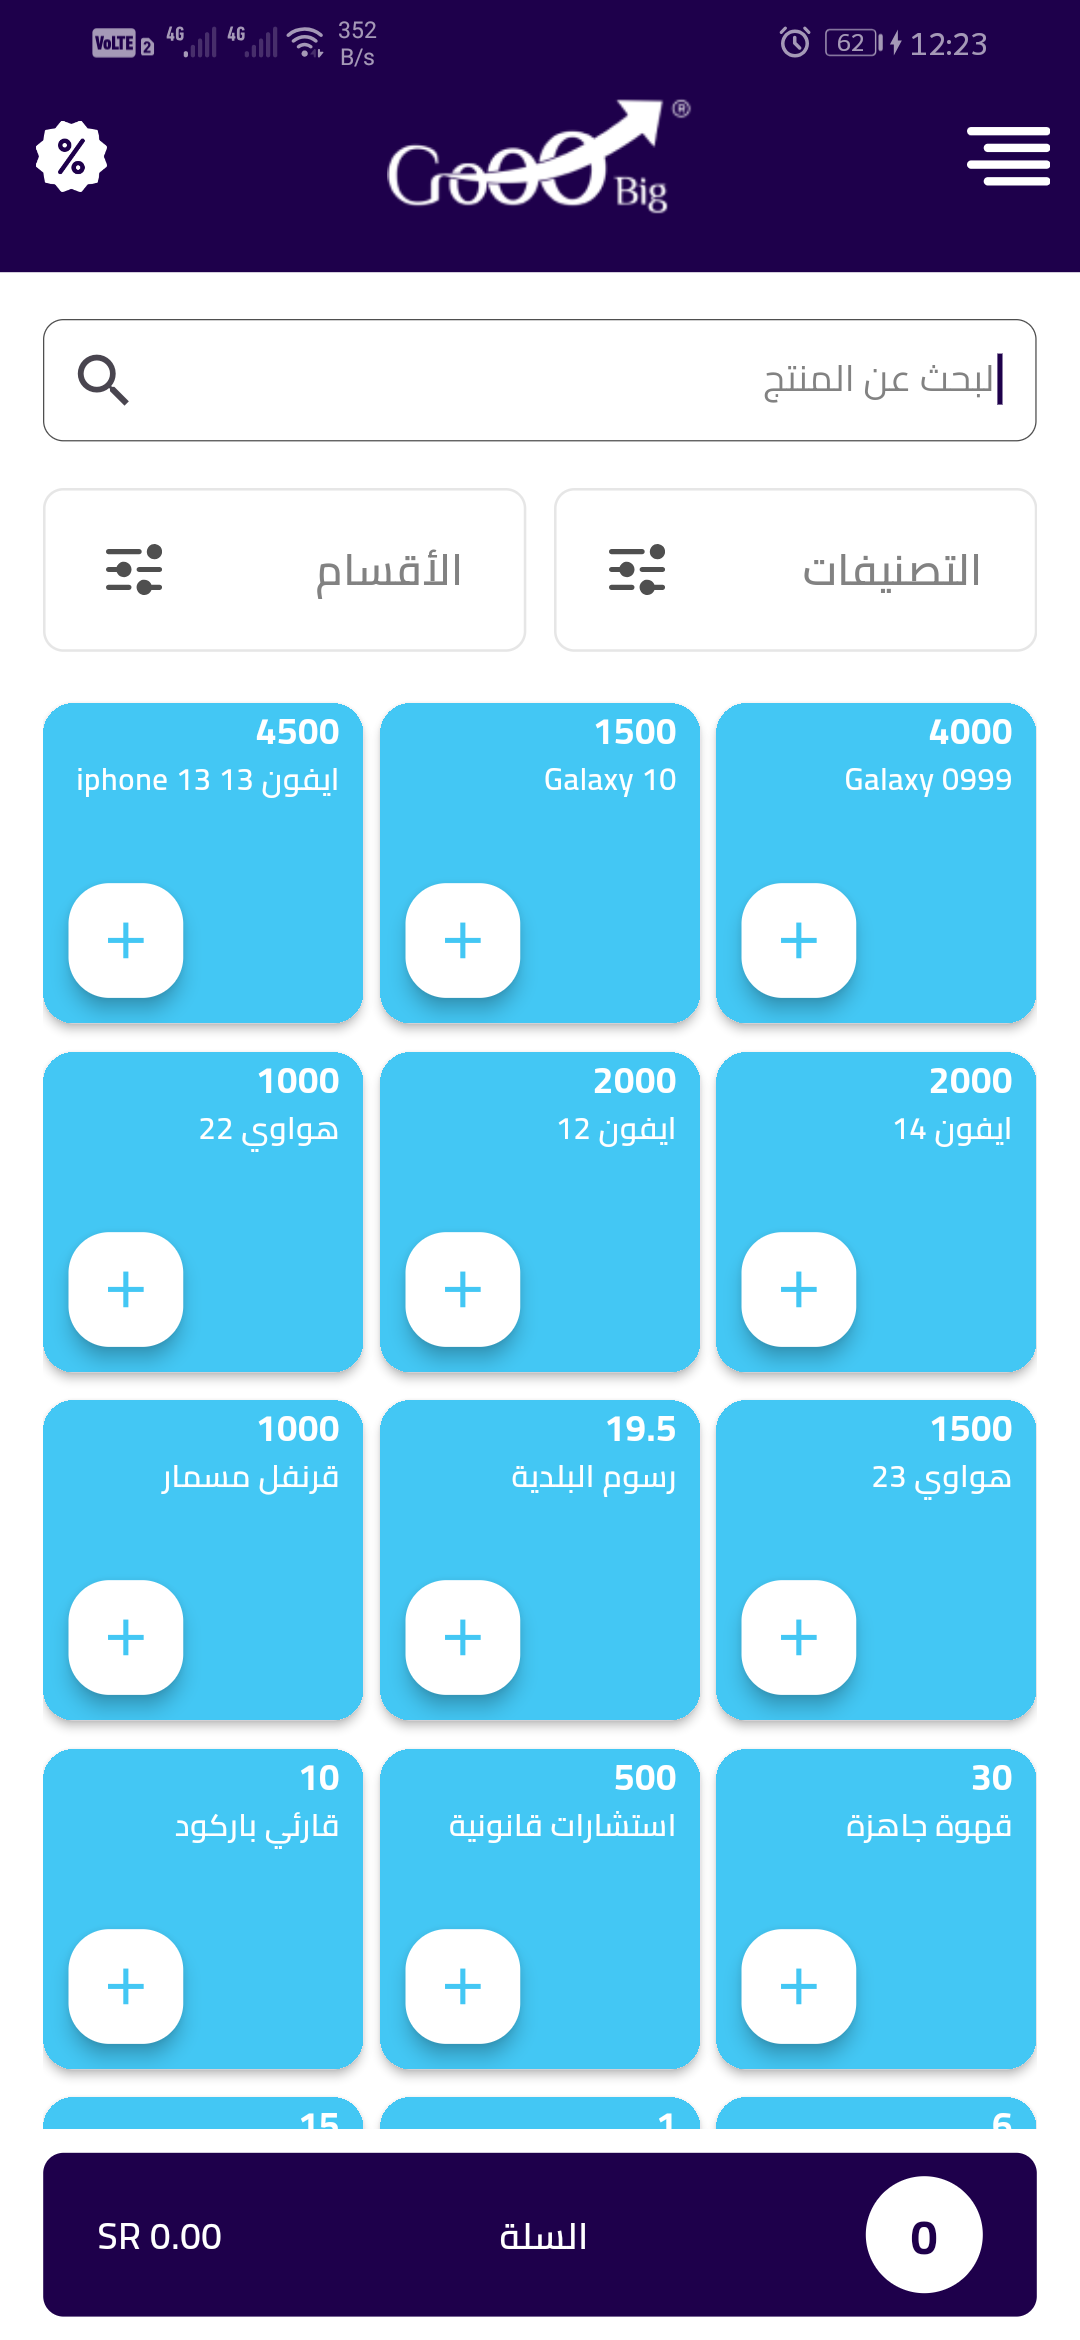 VoLTE 2 4G 4G 352 B/s 62 12:23
GoOO Big ®
لبحث عن المنتج
التصنيفات
الأقسام
4000
Galaxy 0999
1500
Galaxy 10
4500
ايفون 13 iphone 13
2000
ايفون 14
2000
ايفون 12
1000
هواوي 22
1500
هواوي 23
19.5
رسوم البلدية
1000
قرنفل مسمار
30
قهوة جاهزة
500
استشارات قانونية
10
قارئي باركود
6
1
15
0
السلة
SR 0.00